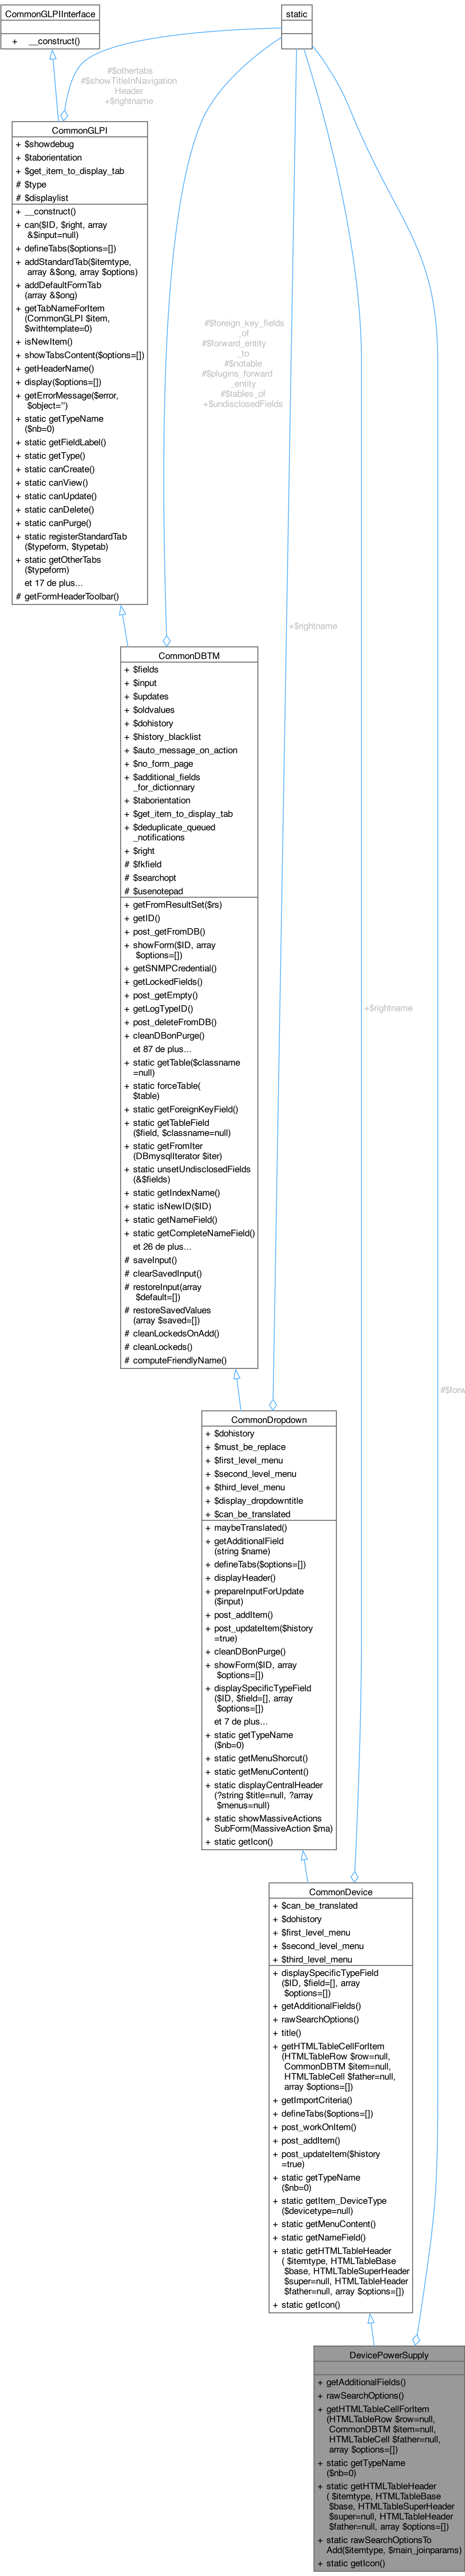 CommonGLPIInterface
+ __construct()
static
$othertabs
#$showTitleInNavigation
Header
+$rightname
CommonGLPI
+ $showdebug
+ $taborientation
+ $get_item_to_display_tab
# $type
# $displaylist
+ __construct()
+ can($ID, $right, array
&$input=null)
+ defineTabs($options=[])
+ addStandardTab($itemtype,
array &$ong, array $options)
+ addDefaultFormTab
(array &$ong)
+ getTabNameForItem
(CommonGLPI $item,
$withtemplate=0)
+ isNewItem()
+ showTabsContent($options=[])
+ getHeaderName()
+ display($options=[])
+ getErrorMessage($error,
$object='')
+ static getTypeName
($nb=0)
+ static getFieldLabel()
+ static getType()
+ static canCreate()
+ static canView()
+ static canUpdate()
+ static canDelete()
+ static canPurge()
+ static registerStandardTab
($typeform, $typetab)
+ static getOtherTabs
($typeform)
et 17 de plus...
# getFormHeaderToolbar()
#$foreign_key_fields
_of
#$forward_entity
_to
#$notable
#$plugins_forward
_entity
#$tables_of
+$undisclosedFields
+$rightname
CommonDBTM
+ $fields
+ $input
+ $updates
+ $oldvalues
+ $dohistory
+ $history_blacklist
+ $auto_message_on_action
+ $no_form_page
+ $additional_fields
_for_dictionnary
+ $taborientation
+ $get_item_to_display_tab
+ $deduplicate_queued
_notifications
+ $right
# $fkfield
# $searchopt
# $usenotepad
+ getFromResultSet($rs)
+ getID()
+ post_getFromDB()
+ showForm($ID, array
$options=[])
+ getSNMPCredential()
+ getLockedFields()
+ post_getEmpty()
+ getLogTypeID()
+ post_deleteFromDB()
+ cleanDBonPurge()
et 87 de plus...
+ static getTable($classname
=null)
+ static forceTable(
$table)
+ static getForeignKeyField()
+ static getTableField
($field, $classname=null)
+ static getFromIter
(DBmysqlIterator $iter)
+ static unsetUndisclosedFields
(&$fields)
+ static getIndexName()
+ static isNewID($ID)
+ static getNameField()
+ static getCompleteNameField()
et 26 de plus...
# saveInput()
# clearSavedInput()
# restoreInput(array
$default=[])
# restoreSavedValues
(array $saved=[])
# cleanLockedsOnAdd()
# cleanLockeds()
# computeFriendlyName()
+$rightname
#$forw
CommonDropdown
+ $dohistory
+ $must_be_replace
+ $first_level_menu
+ $second_level_menu
+ $third_level_menu
+ $display_dropdowntitle
+ $can_be_translated
+ maybeTranslated()
+ getAdditionalField
(string $name)
+ defineTabs($options=[])
+ displayHeader()
+ prepareInputForUpdate
($input)
+ post_addItem()
+ post_updateItem($history
=true)
+ cleanDBonPurge()
+ showForm($ID, array
$options=[])
+ displaySpecificTypeField
($ID, $field=[], array
$options=[])
et 7 de plus...
+ static getTypeName
($nb=0)
+ static getMenuShorcut()
+ static getMenuContent()
+ static displayCentralHeader
(?string $title=null, ?array
$menus=null)
+ static showMassiveActions
SubForm(MassiveAction $ma)
+ static getIcon()
CommonDevice
+ $can_be_translated
+ $dohistory
+ $first_level_menu
+ $second_level_menu
+ $third_level_menu
+ displaySpecificTypeField
($ID, $field=[], array
$options=[])
+ getAdditionalFields()
+ rawSearchOptions()
+ title()
+ getHTMLTableCellForItem
(HTMLTableRow $row=null,
CommonDBTM $item=null,
HTMLTableCell $father=null,
array $options=[])
+ getImportCriteria()
+ defineTabs($options=[])
+ post_workOnItem()
+ post_addItem()
+ post_updateItem($history
=true)
+ static getTypeName
($nb=0)
+ static getItem_DeviceType
($devicetype=null)
+ static getMenuContent()
+ static getNameField()
+ static getHTMLTableHeader
( $itemtype, HTMLTableBase
$base, HTMLTableSuperHeader
$super=null, HTMLTableHeader
$father=null, array $options=[])
+ static getIcon()
DevicePowerSupply
+ getAdditionalFields()
+ rawSearchOptions()
+ getHTMLTableCellForItem
(HTMLTableRow $row=null,
CommonDBTM $item=null,
HTMLTableCell $father=null,
array $options=[])
+ static getTypeName
($nb=0)
+ static getHTMLTableHeader
( $itemtype, HTMLTableBase
$base, HTMLTableSuperHeader
$super=null, HTMLTableHeader
$father=null, array $options=[])
+ static rawSearchOptionsTo
Add($itemtype, $main_joinparams)
+ static getIcon()